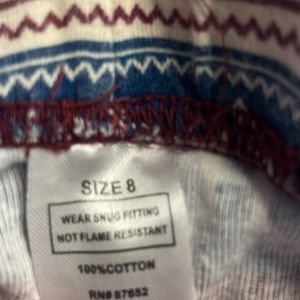 SIZE 8
WEAR SNUG FITTING
NOT FLAME RESISTANT
100%COTTON
RN# 87652